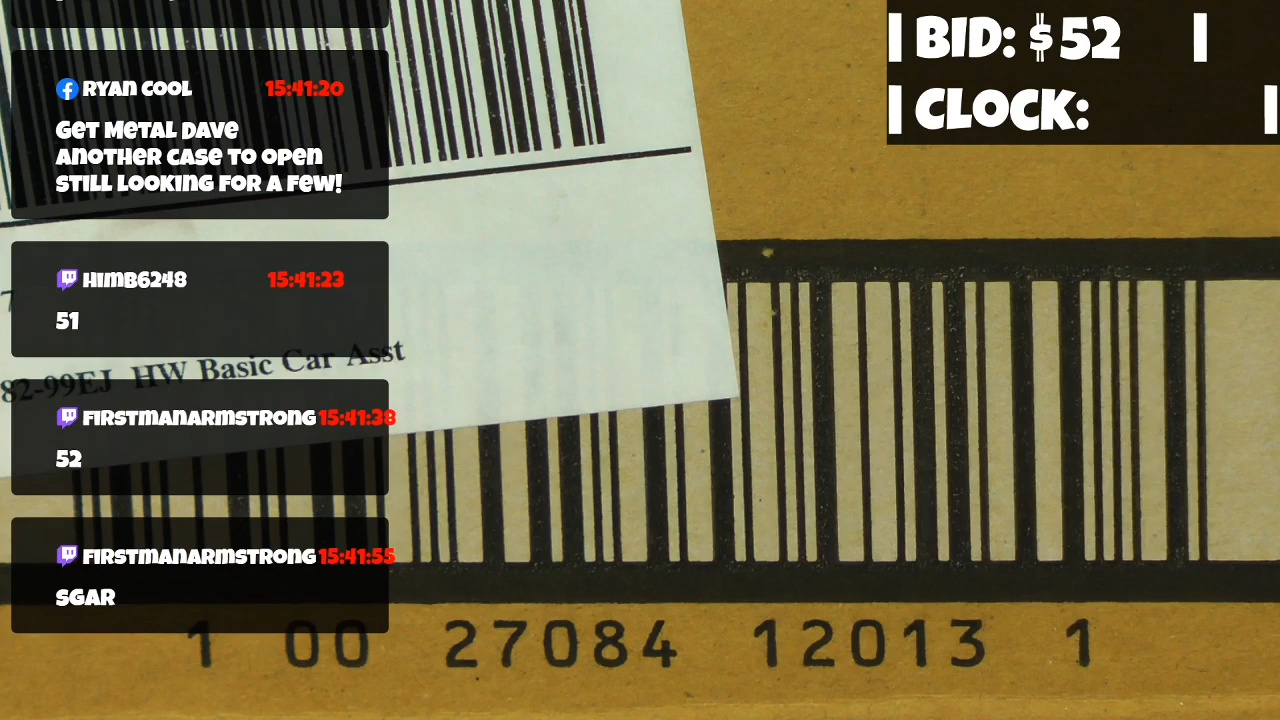 | BID: $52 |
| CLOCK: |
RYAN COOL 15:41:20
GET METAL DAVE
ANOTHER CASE TO OPEN
STILL LOOKING FOR A FEW!
HIMB6248 15:41:23
51
82-99EJ HW Basic Car Asst
FIRSTMANARMSTRONG 15:41:38
52
FIRSTMANARMSTRONG 15:41:55
SGAR
1 00 27084 12013 1